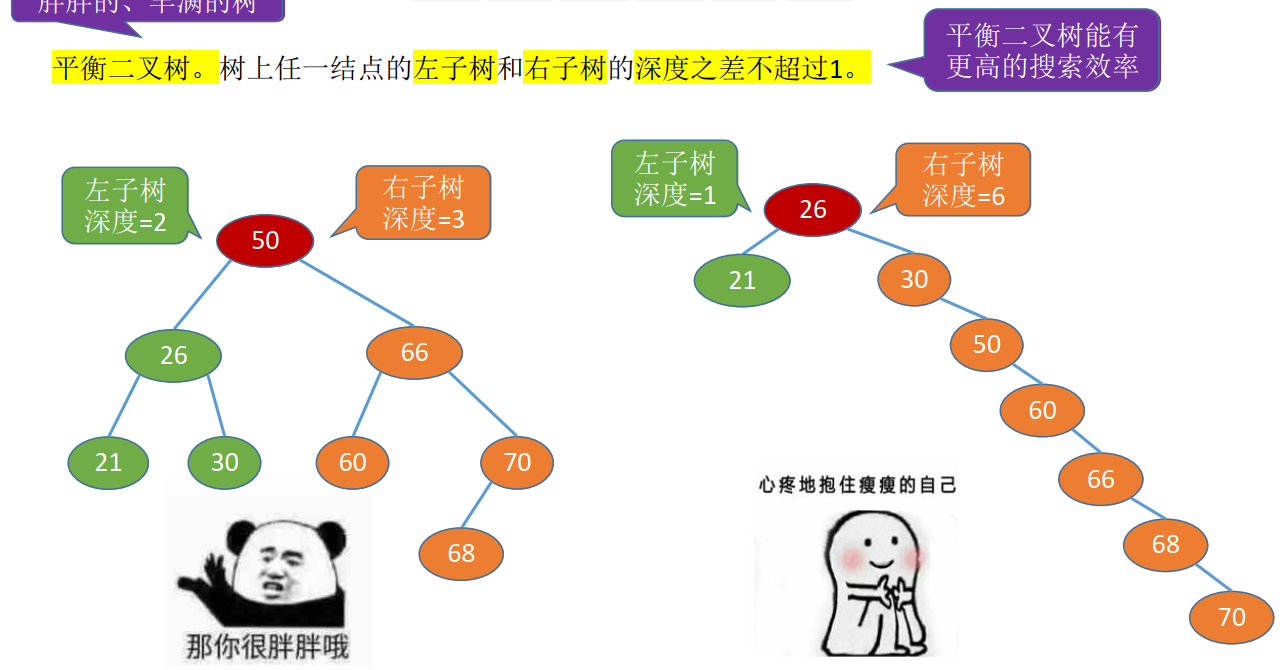 胖胖的、丰满的树
平衡二叉树。树上任一结点的左子树和右子树的深度之差不超过1。
平衡二叉树能有
更高的搜索效率
左子树
深度=2
右子树
深度=3
50
26
66
21
30
60
70
68
那你很胖胖哦
左子树
深度=1
右子树
深度=6
26
21
30
50
60
66
68
70
心疼地抱住瘦瘦的自己